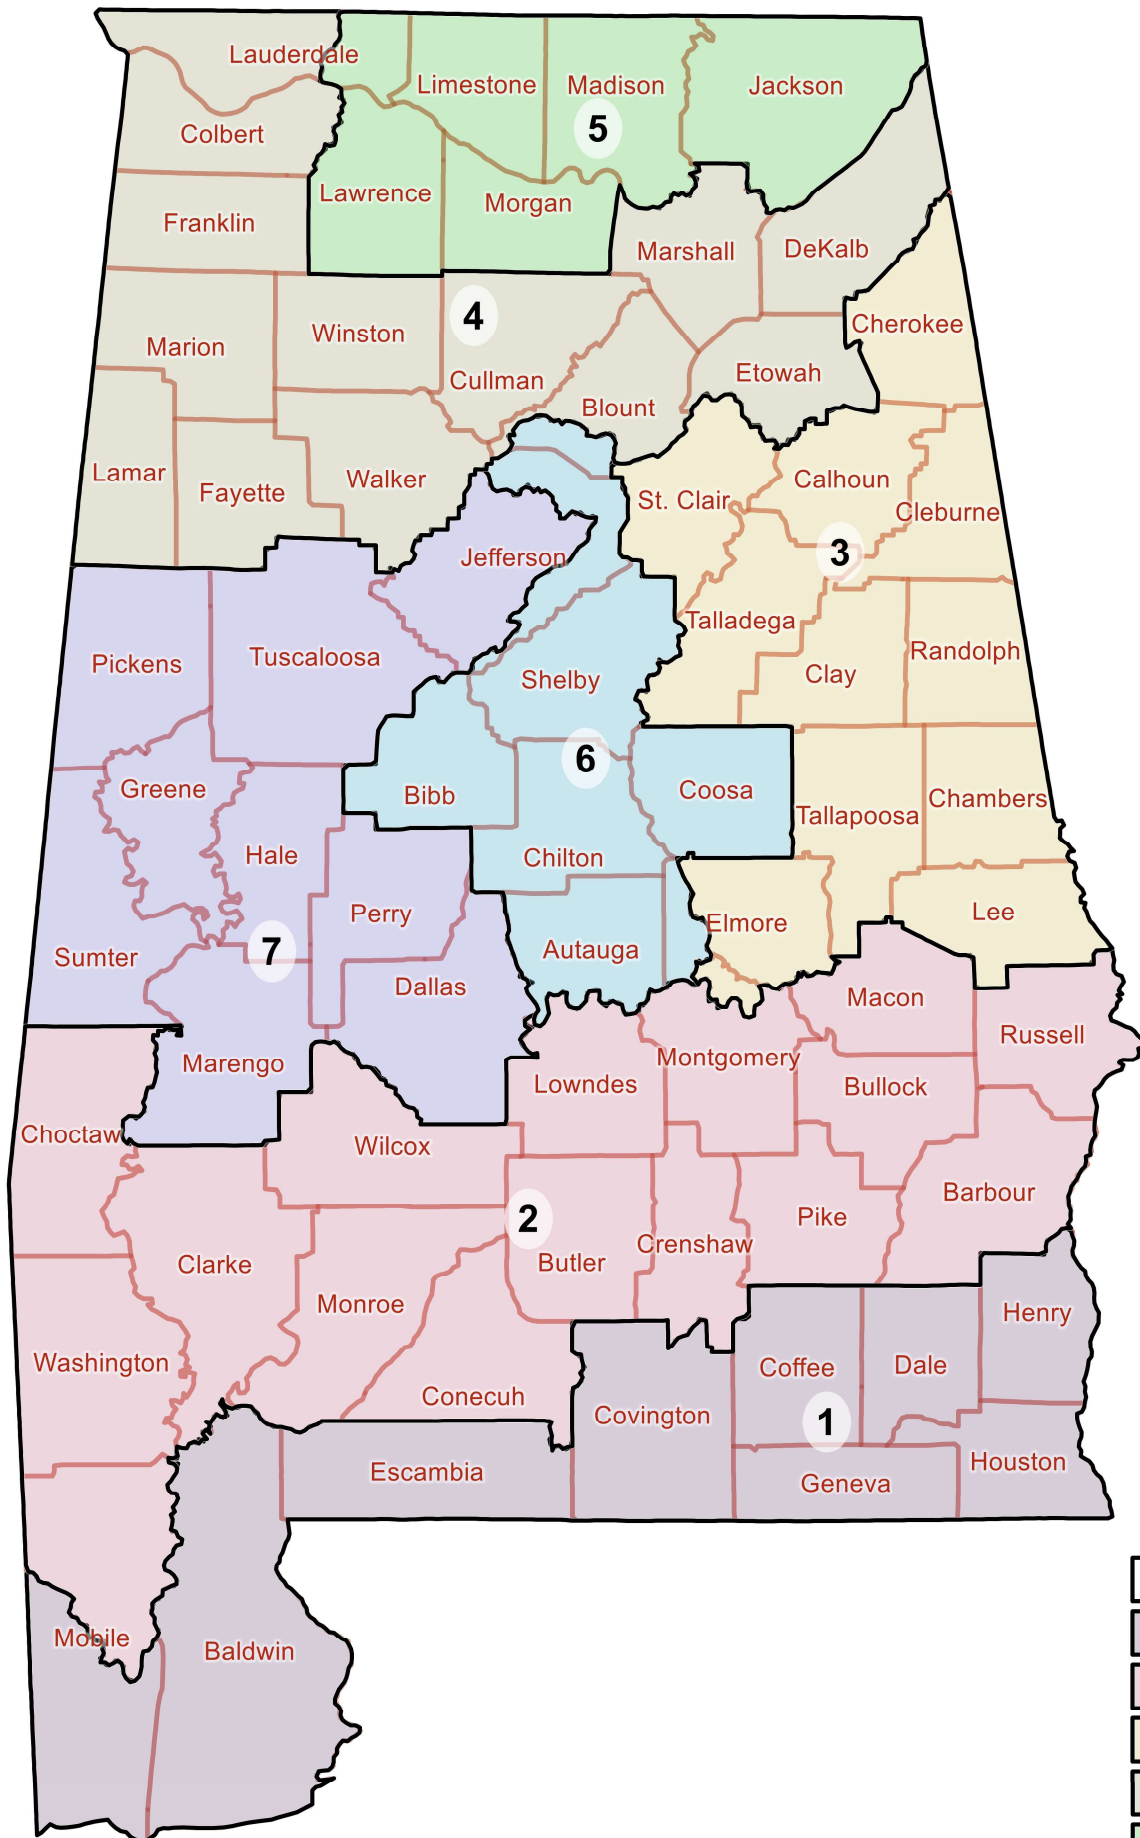 Lauderdale
Limestone
Madison
Jackson
5
Colbert
Lawrence
Morgan
Franklin
Marshall
DeKalb
4
Winston
Marion
Cherokee
Cullman
Etowah
Blount
Lamar
Fayette
Walker
St. Clair
Calhoun
Cleburne
3
Jefferson
Talladega
Pickens
Tuscaloosa
Shelby
Clay
Randolph
6
Greene
Bibb
Coosa
Tallapoosa
Chambers
Hale
Chilton
Perry
Elmore
Lee
7
Sumter
Autauga
Dallas
Macon
Marengo
Lowndes
Montgomery
Russell
Bullock
Choctaw
Wilcox
Barbour
2
Pike
Clarke
Butler
Crenshaw
Monroe
Henry
Washington
Coffee
Dale
Conecuh
Covington
1
Escambia
Geneva
Houston
Mobile
Baldwin